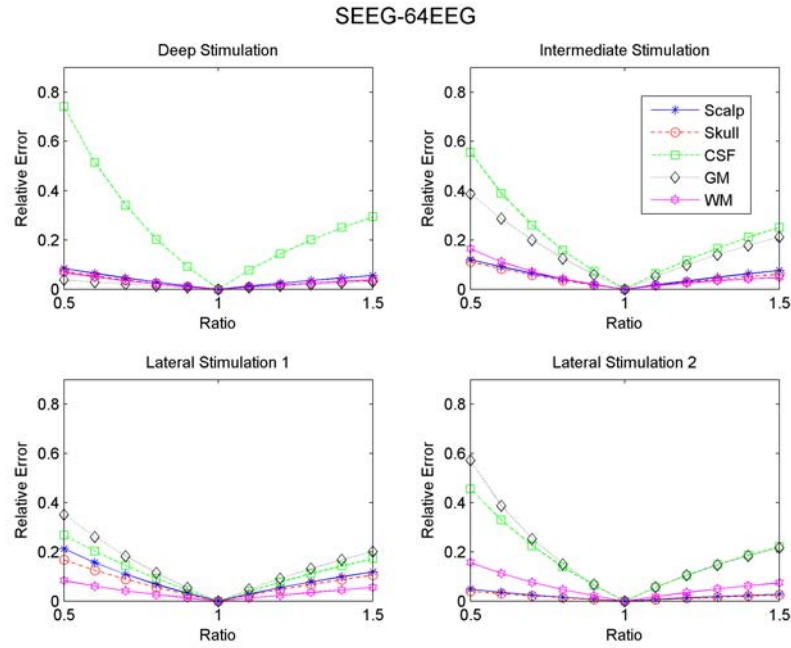 SEEG-64EEG
Deep Stimulation
0.8
0.6
0.4
0.2
0
0.5
1
1.5
Relative Error
Ratio
Intermediate Stimulation
0.8
0.6
0.4
0.2
0
0.5
1
1.5
Relative Error
Ratio
Scalp
Skull
CSF
GM
WM
Lateral Stimulation 1
0.8
0.6
0.4
0.2
0
0.5
1
1.5
Relative Error
Ratio
Lateral Stimulation 2
0.8
0.6
0.4
0.2
0
0.5
1
1.5
Relative Error
Ratio